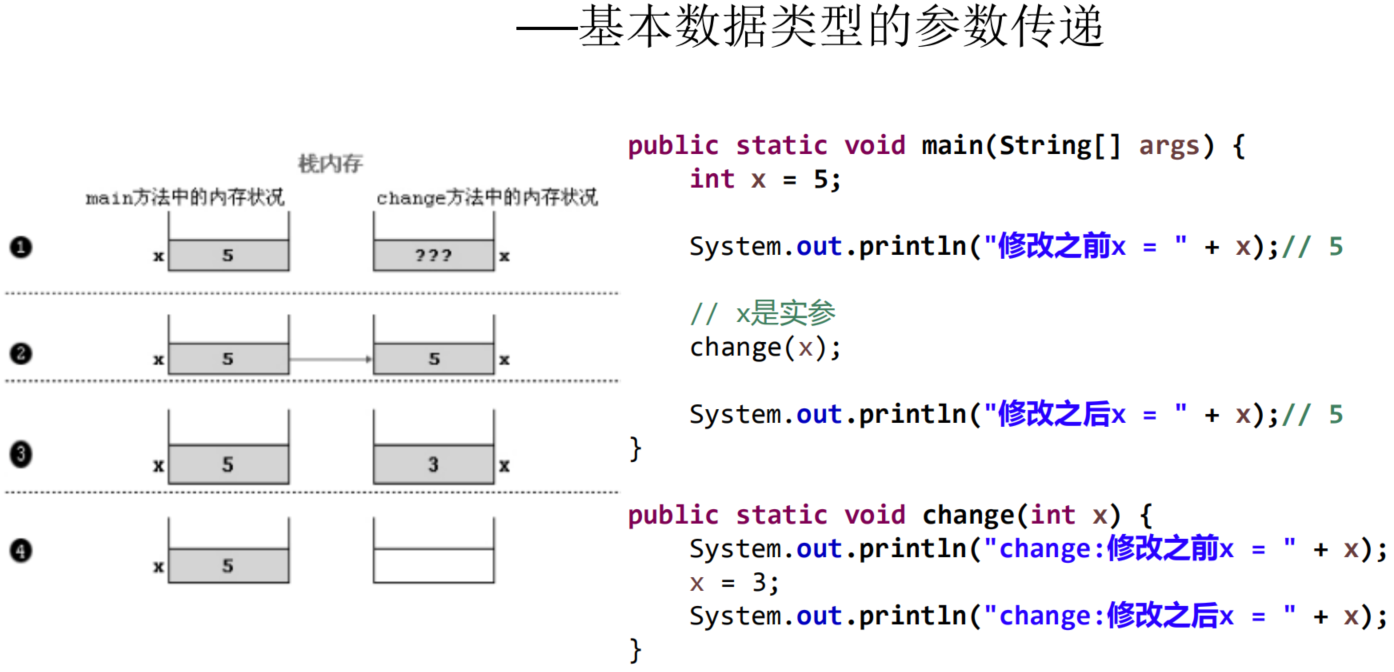 ——基本数据类型的参数传递
栈内存
main方法中的内存状况 change方法中的内存状况
❶ x 5 ??? x
❷ x 5 5 x
❸ x 5 3 x
❹ x 5
public static void main(String[] args) {
int x = 5;
System.out.println("修改之前x = " + x);// 5
// x是实参
change(x);
System.out.println("修改之后x = " + x);// 5
}
public static void change(int x) {
System.out.println("change:修改之前x = " + x);
x = 3;
System.out.println("change:修改之后x = " + x);
}